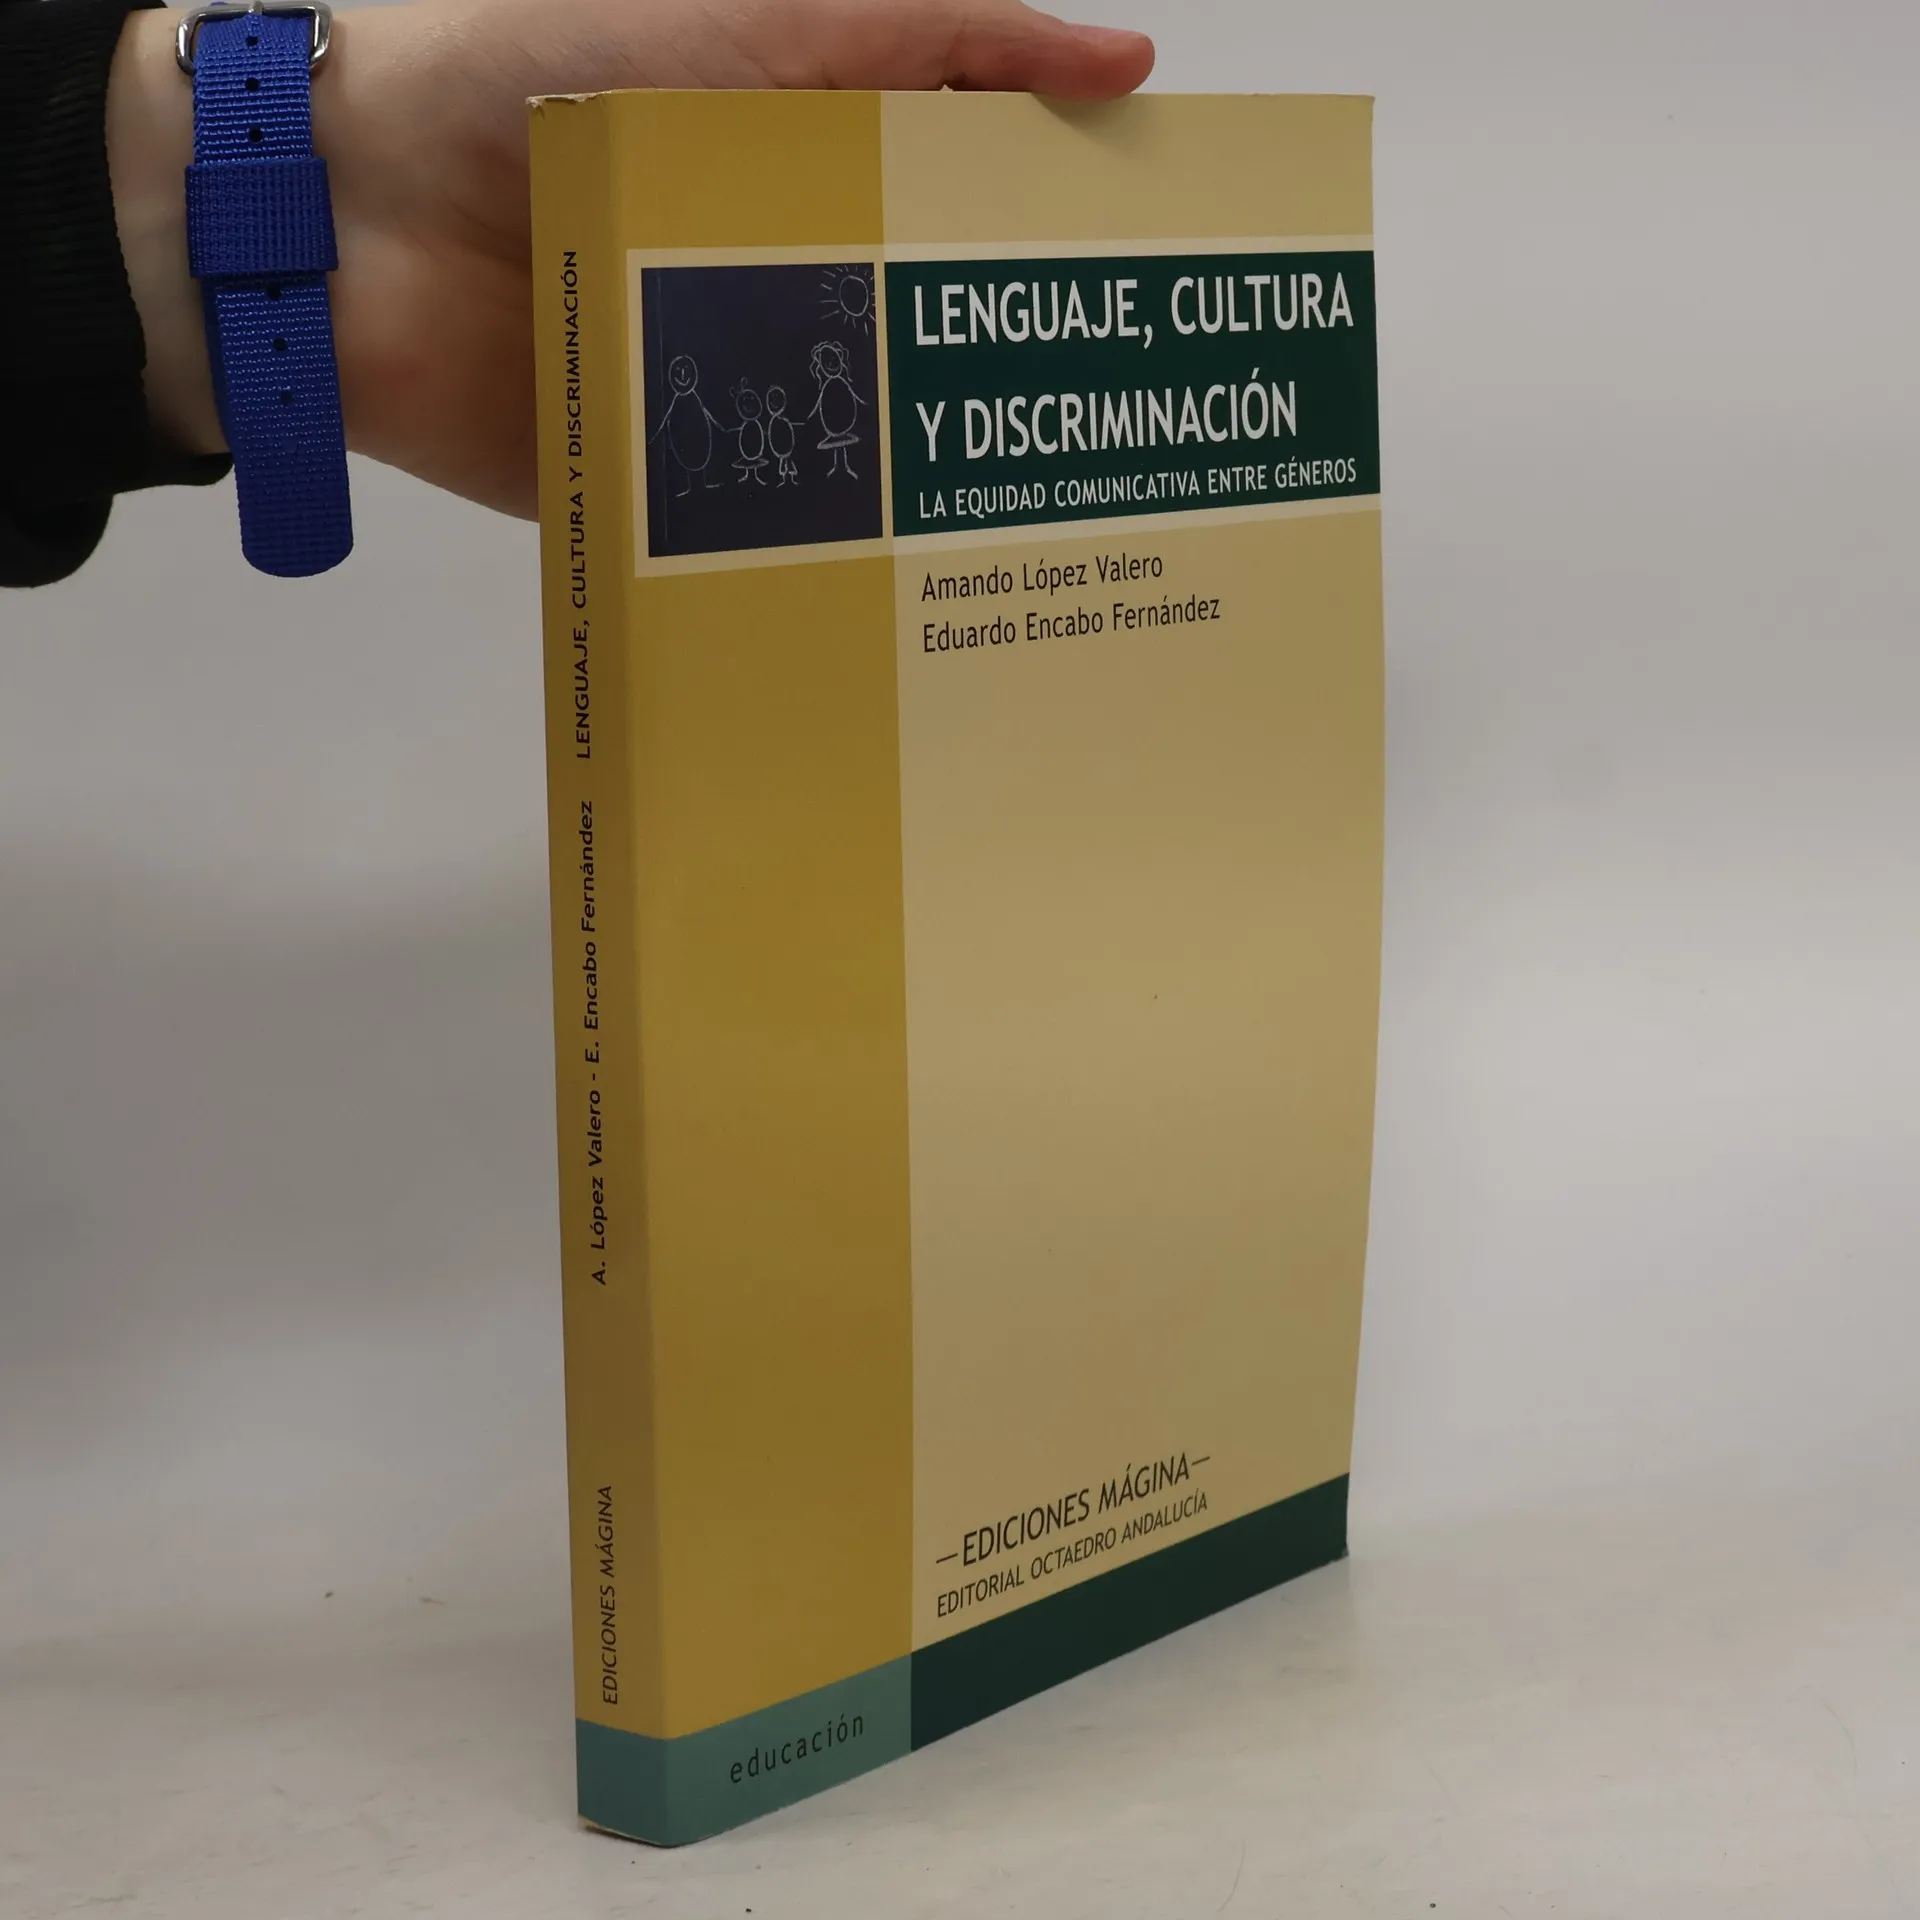 LENGUAJE, CULTURA
Y DISCRIMINACIÓN
LA EQUIDAD COMUNICATIVA ENTRE GÉNEROS
Amando López Valero
Eduardo Encabo Fernández
—EDICIONES MÁGINA—
EDITORIAL OCTAEDRO ANDALUCÍA
educación
EDICIONES MÁGINA
A. López Valero - E. Encabo Fernández
LENGUAJE, CULTURA Y DISCRIMINACIÓN